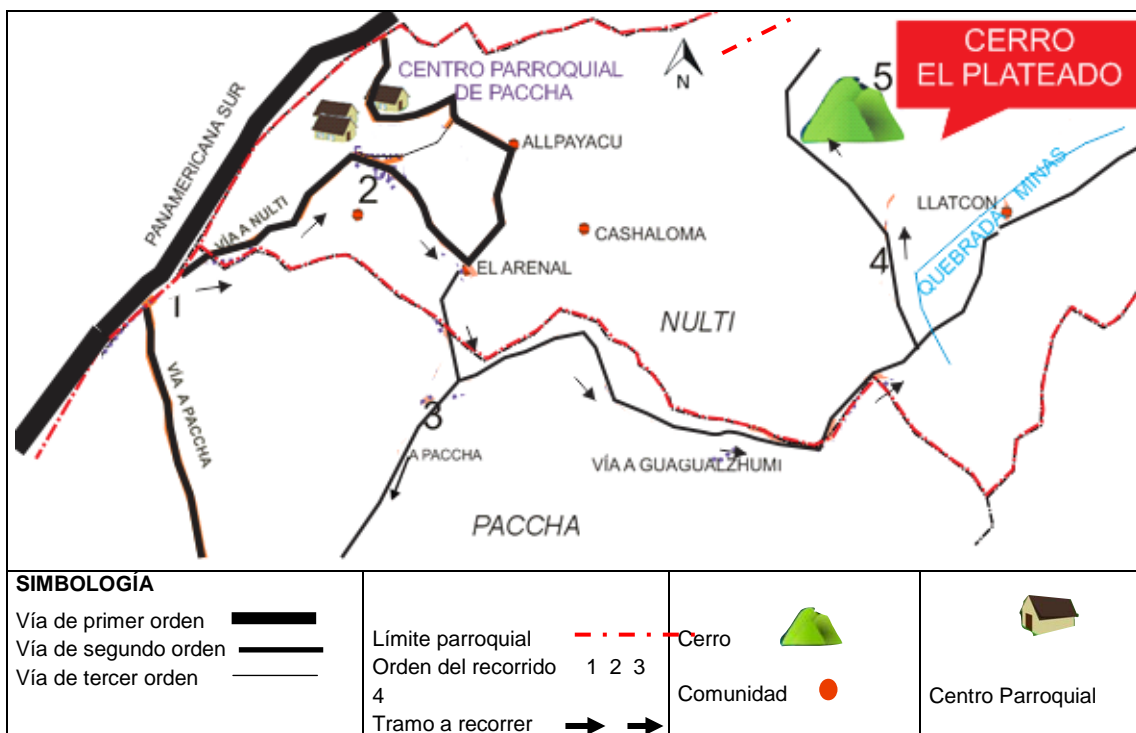 CERRO
EL PLATEADO
5
CENTRO PARROQUIAL
DE PACCHA
N
PANAMERICANA SUR
ALLPAYACU
2
VÍA A NULTI
LLATCON
QUEBRADA MINAS
CASHALOMA
EL ARENAL
4
1
NULTI
VÍA A PACCHA
3
A PACCHA
VÍA A GUAGUALZHUMI
PACCHA
SIMBOLOGÍA
Vía de primer orden
Vía de segundo orden
Vía de tercer orden
Límite parroquial
Orden del recorrido 1 2 3
4
Tramo a recorrer
Cerro
Comunidad
Centro Parroquial